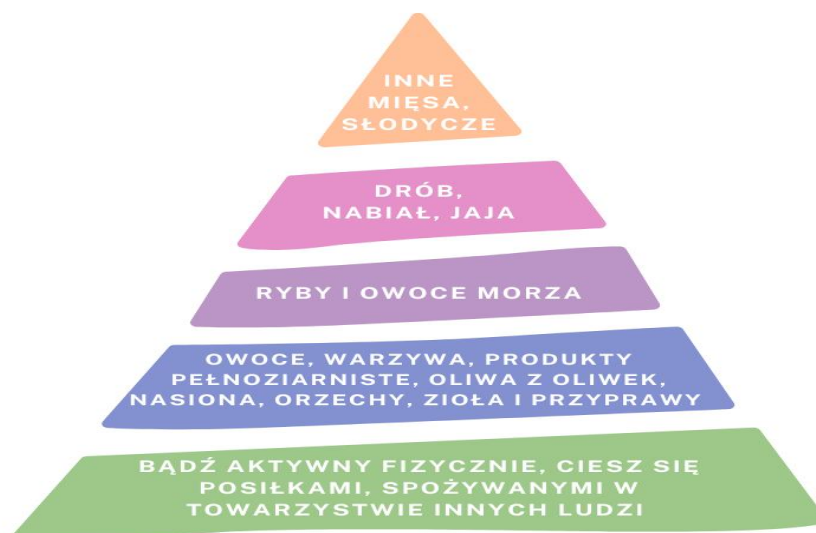 INNE
MIĘSA,
SŁODYCZE
DRÓB,
NABIAŁ, JAJA
RYBY I OWOCE MORZA
OWOCE, WARZYWA, PRODUKTY
PEŁNOZIARNISTE, OLIWA Z OLIWEK,
NASIONA, ORZECHY, ZIOŁA I PRZYPRAWY
BĄDŹ AKTYWNY FIZYCZNIE, CIESZ SIĘ
POSIŁKAMI, SPOŻYWANYMI W
TOWARZYSTWIE INNYCH LUDZI